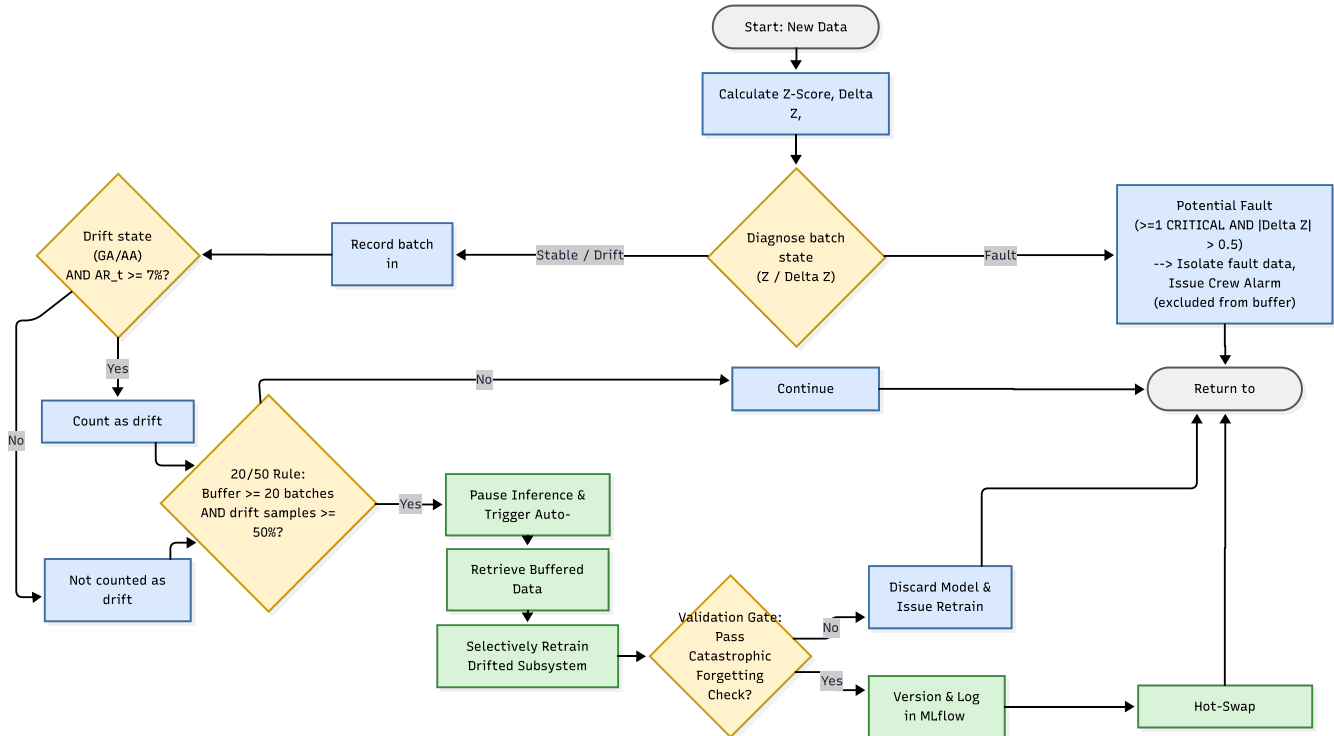 Start: New Data
Calculate Z-Score, Delta
Z,
Diagnose batch
state
(Z / Delta Z)
Stable / Drift
Fault
Record batch
in
Drift state
(GA/AA)
AND AR_t >= 7%?
Potential Fault
(>=1 CRITICAL AND |Delta Z|
> 0.5)
--> Isolate fault data,
Issue Crew Alarm
(excluded from buffer)
Yes
No
Count as drift
Not counted as
drift
20/50 Rule:
Buffer >= 20 batches
AND drift samples >=
50%?
No
Continue
Return to
Yes
Pause Inference &
Trigger Auto-
Retrieve Buffered
Data
Selectively Retrain
Drifted Subsystem
Validation Gate:
Pass
Catastrophic
Forgetting
Check?
No
Discard Model &
Issue Retrain
Yes
Version & Log
in MLflow
Hot-Swap